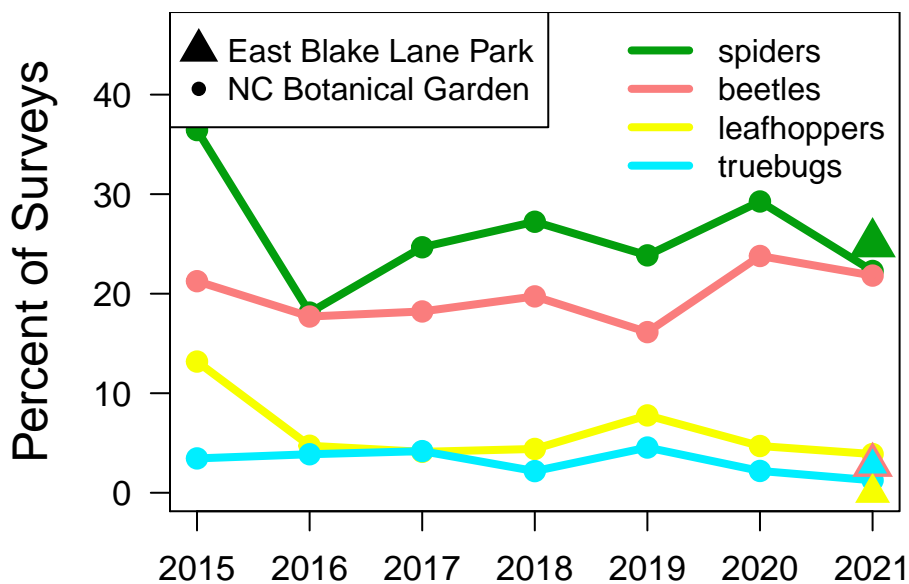 East Blake Lane Park
NC Botanical Garden
spiders
beetles
leafhoppers
truebugs
Percent of Surveys
40
30
20
10
0
2015 2016 2017 2018 2019 2020 2021